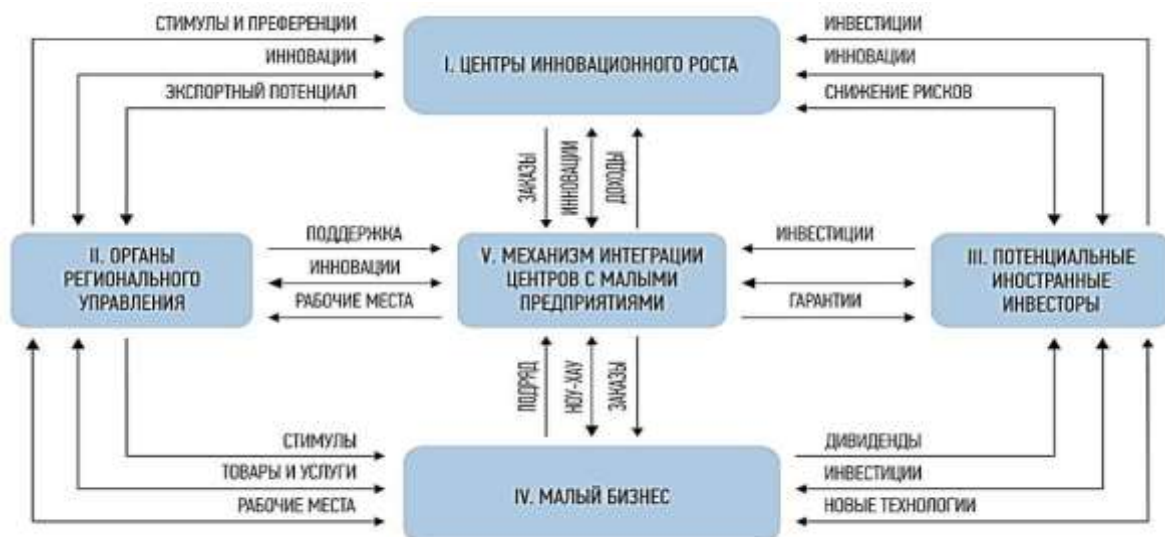 СТИМУЛЫ И ПРЕФЕРЕНЦИИ
ИННОВАЦИИ
ЭКСПОРТНЫЙ ПОТЕНЦИАЛ
I. ЦЕНТРЫ ИННОВАЦИОННОГО РОСТА
ИНВЕСТИЦИИ
ИННОВАЦИИ
СНИЖЕНИЕ РИСКОВ
ЗАКАЗЫ
ИННОВАЦИИ
ДОХОДЫ
II. ОРГАНЫ
РЕГИОНАЛЬНОГО
УПРАВЛЕНИЯ
ПОДДЕРЖКА
ИННОВАЦИИ
РАБОЧИЕ МЕСТА
V. МЕХАНИЗМ ИНТЕГРАЦИИ
ЦЕНТРОВ С МАЛЫМИ
ПРЕДПРИЯТИЯМИ
ИНВЕСТИЦИИ
ГАРАНТИИ
III. ПОТЕНЦИАЛЬНЫЕ
ИНОСТРАННЫЕ
ИНВЕСТОРЫ
ПОДРЯД
НОУ-ХАУ
ЗАКАЗЫ
СТИМУЛЫ
ТОВАРЫ И УСЛУГИ
РАБОЧИЕ МЕСТА
IV. МАЛЫЙ БИЗНЕС
ДИВИДЕНДЫ
ИНВЕСТИЦИИ
НОВЫЕ ТЕХНОЛОГИИ